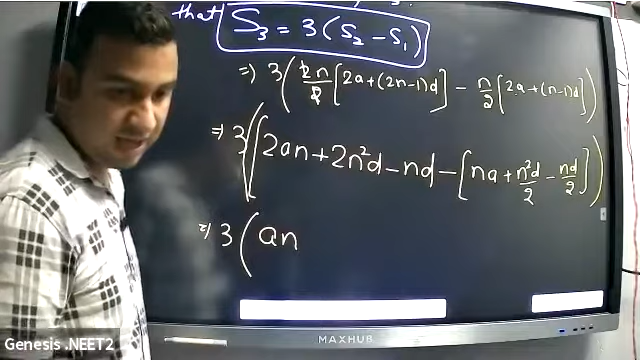 that S₃ = 3(S₂ - S₁)
=) 3(2n/2[2a+(2n-1)d] - n/2[2a+(n-1)d])
=) 3(2an+2n²d-nd-[na+n²d/2-nd/2])
=) 3(an
MAXHUB
Genesis .NEET2